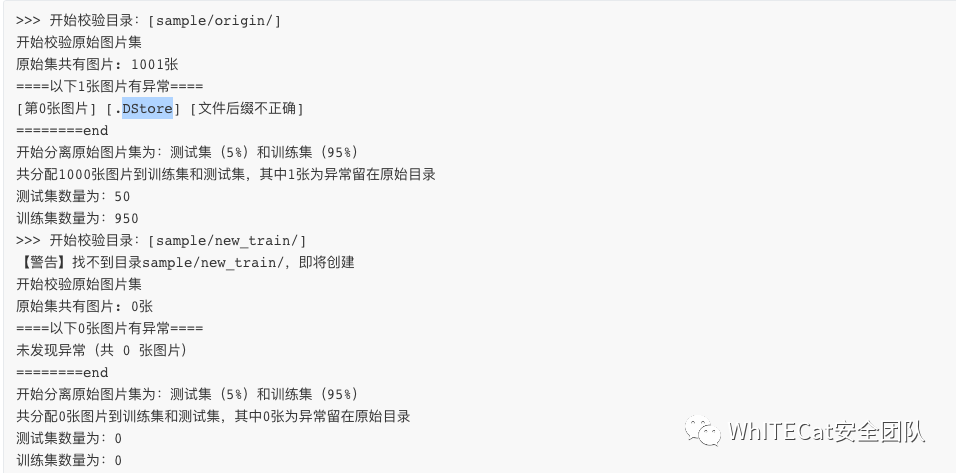 >>> 开始校验目录：[sample/origin/]
开始校验原始图片集
原始集共有图片: 1001张
====以下1张图片有异常====
[第0张图片] [.DStore] [文件后缀不正确]
========end
开始分离原始图片集为：测试集（5%）和训练集（95%）
共分配1000张图片到训练集和测试集，其中1张为异常留在原始目录
测试集数量为：50
训练集数量为：950
>>> 开始校验目录：[sample/new_train/]
【警告】找不到目录sample/new_train/，即将创建
开始校验原始图片集
原始集共有图片: 0张
====以下0张图片有异常====
未发现异常（共 0 张图片）
========end
开始分离原始图片集为：测试集（5%）和训练集（95%）
共分配0张图片到训练集和测试集，其中0张为异常留在原始目录
测试集数量为：0
训练集数量为：0
WhITECat安全团队